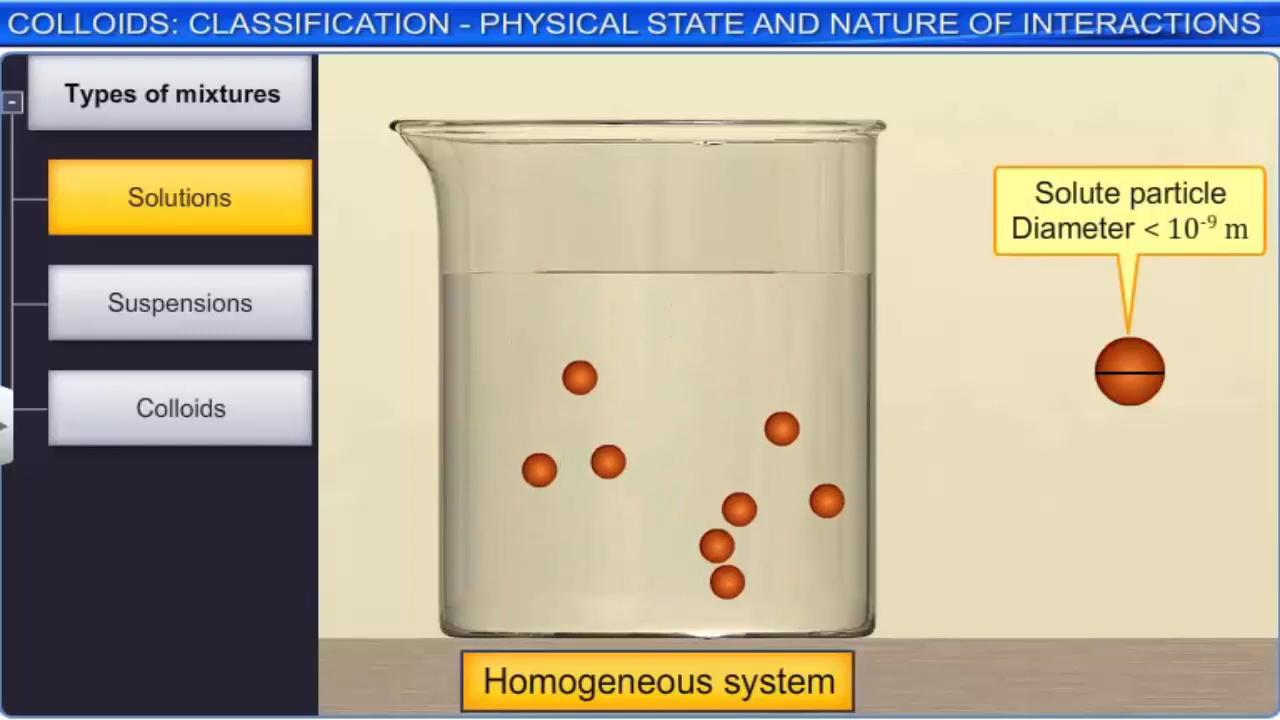 COLLOIDS: CLASSIFICATION - PHYSICAL STATE AND NATURE OF INTERACTIONS
Types of mixtures
Solutions
Suspensions
Colloids
Solute particle
Diameter < 10⁻⁹ m
Homogeneous system